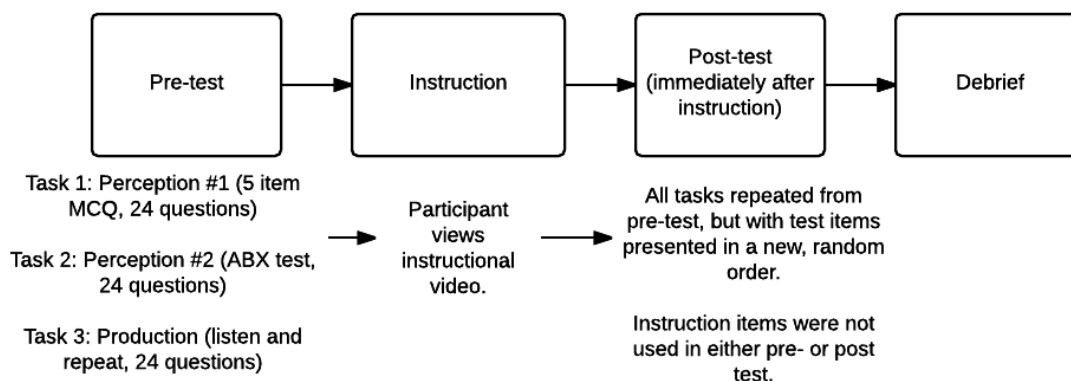 Pre-test
Instruction
Post-test
(immediately after
instruction)
Debrief
Task 1: Perception #1 (5 item
MCQ, 24 questions)
Task 2: Perception #2 (ABX test,
24 questions)
Task 3: Production (listen and
repeat, 24 questions)
Participant
views
instructional
video.
All tasks repeated from
pre-test, but with test items
presented in a new, random
order.
Instruction items were not
used in either pre- or post
test.